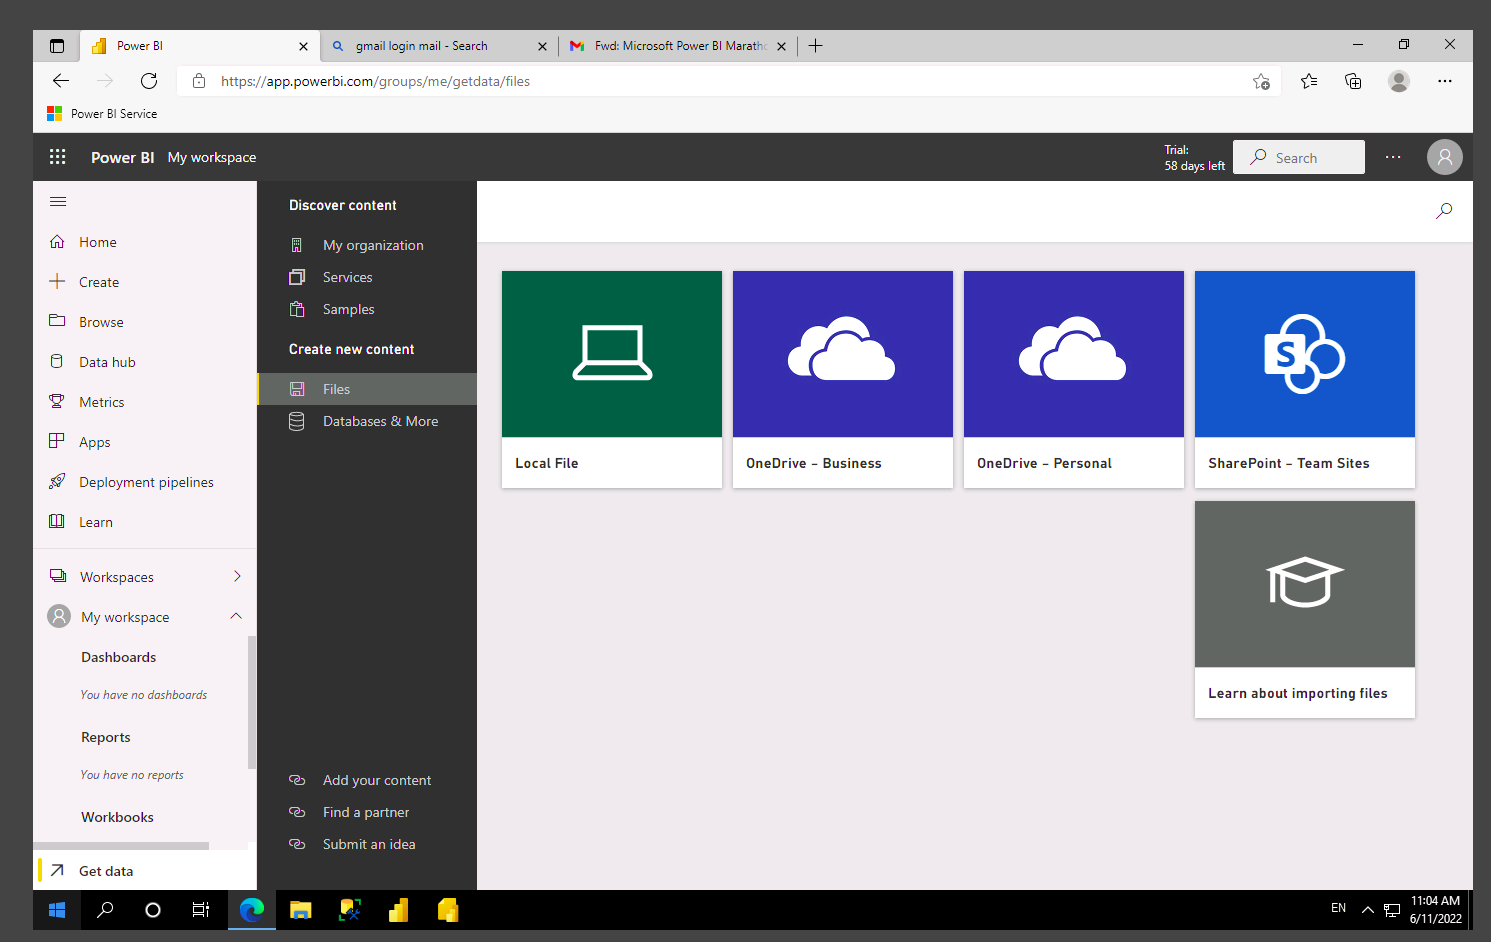 Power BI
gmail login mail - Search
Fwd: Microsoft Power BI Maratho
https://app.powerbi.com/groups/me/getdata/files
Power BI Service
Power BI My workspace
Trial:
58 days left
Search
Home
Create
Browse
Data hub
Metrics
Apps
Deployment pipelines
Learn
Workspaces
My workspace
Dashboards
You have no dashboards
Reports
You have no reports
Workbooks
Get data
Discover content
My organization
Services
Samples
Create new content
Files
Databases & More
Add your content
Find a partner
Submit an idea
Local File
OneDrive – Business
OneDrive – Personal
S
SharePoint – Team Sites
Learn about importing files
EN
11:04 AM
6/11/2022